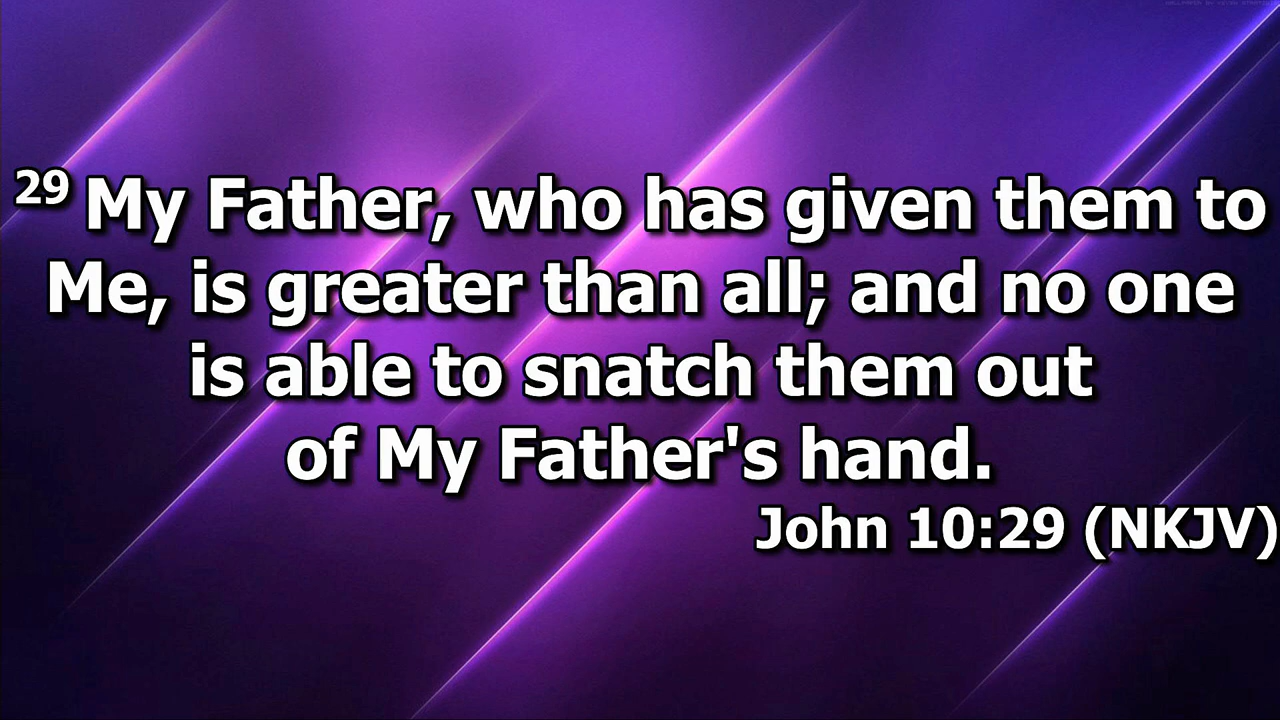 29 My Father, who has given them to
Me, is greater than all; and no one
is able to snatch them out
of My Father's hand.
John 10:29 (NKJV)